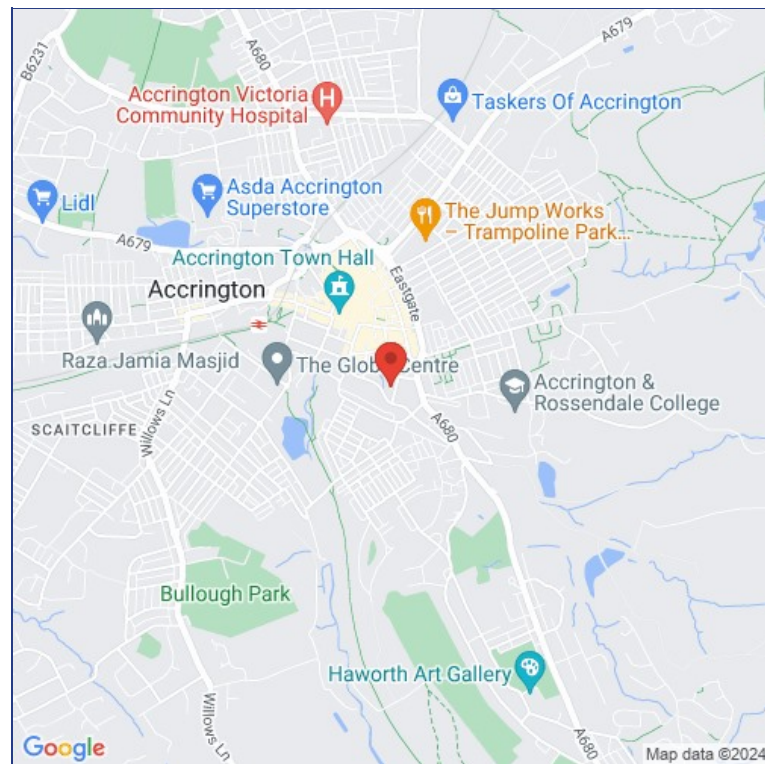 B6231
A680
A679
Accrington Victoria
Community Hospital
Taskers Of Accrington
Lidl
Asda Accrington
Superstore
The Jump Works
– Trampoline Park...
A679
Accrington Town Hall
Eastgate
Accrington
Raza Jamia Masjid
The Globe Centre
Accrington &
Rossendale College
A680
SCAITCLIFFE
Willows Ln
Bullough Park
Haworth Art Gallery
Willows Ln
A680
Google
Map data ©2024